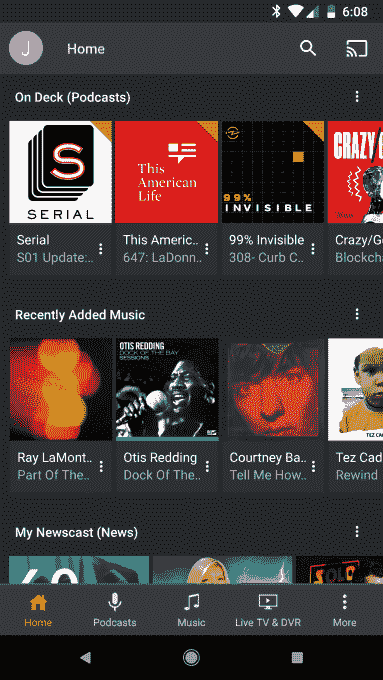 6:08
J
Home
On Deck (Podcasts)
S
SERIAL
This
American
Life
99%
INVISIBLE
CRAZY/G
Serial
S01 Update:..
This Americ..
647: LaDonn..
99% Invisible
308- Curb C..
Crazy/Ge
Blockcha
Recently Added Music
OTIS REDDING
DOCK OF THE BAY
SESSIONS
TEZ CAD
Ray LaMont..
Part Of The..
Otis Redding
Dock Of The..
Courtney Ba..
Tell Me How..
Tez Cade
Rewind
My Newscast (News)
60
Home
Podcasts
Music
Live TV & DVR
More